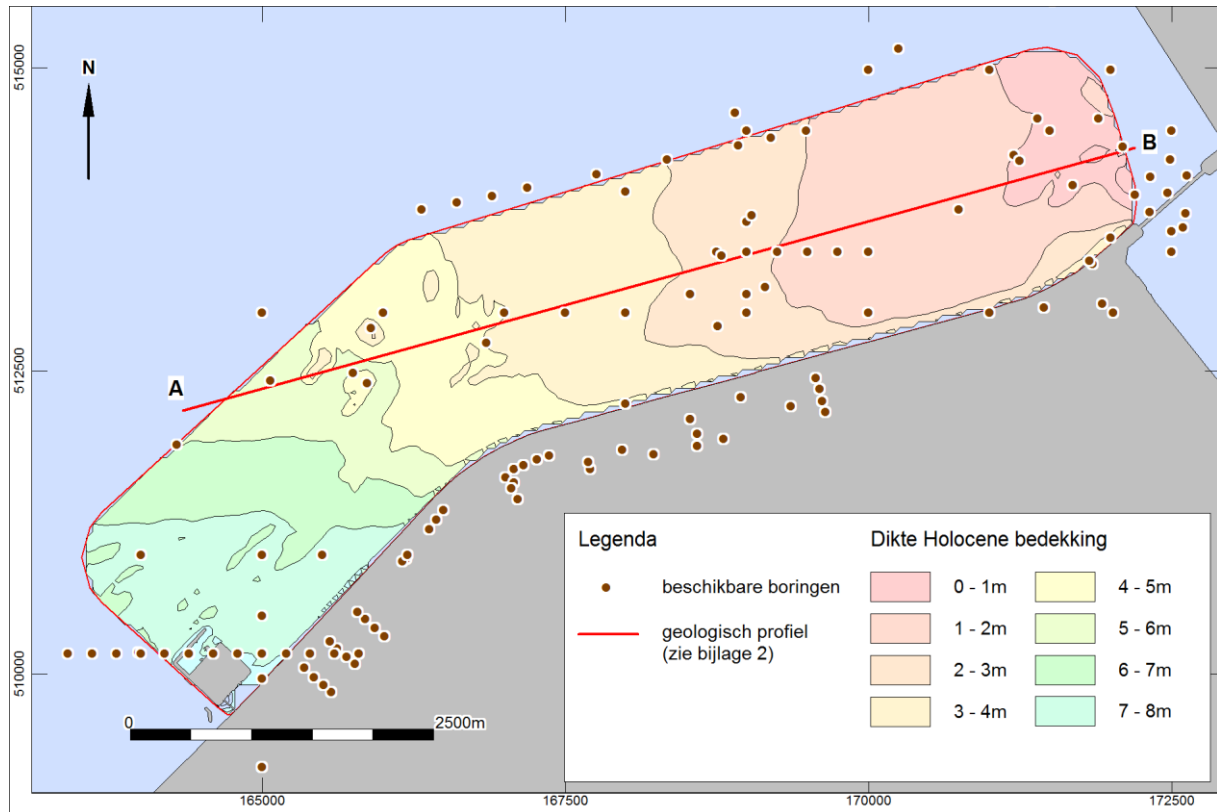 515000
N
B
512500
A
Legenda
beschikbare boringen
geologisch profiel
(zie bijlage 2)
Dikte Holocene bedekking
0 - 1m
1 - 2m
2 - 3m
3 - 4m
4 - 5m
5 - 6m
6 - 7m
7 - 8m
510000
0
2500m
165000
167500
170000
172500